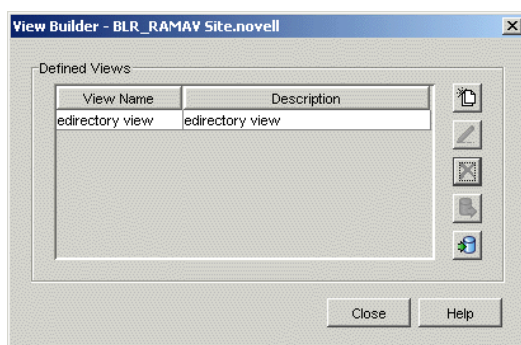 View Builder - BLR_RAMAV Site.novell
Defined Views
View Name Description
edirectory view edirectory view
Close Help